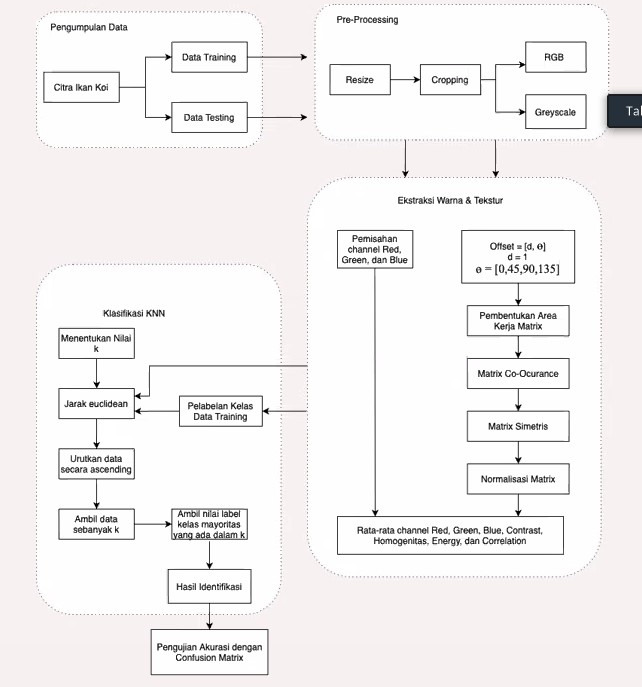 Pengumpulan Data
Citra Ikan Koi
Data Training
Data Testing
Pre-Processing
Resize
Cropping
RGB
Greyscale
Ekstraksi Warna & Tekstur
Pemisahan
channel Red,
Green, dan Blue
Offset = [d, ɵ]
d = 1
ɵ = [0,45,90,135]
Pembentukan Area
Kerja Matrix
Matrix Co-Ocurance
Matrix Simetris
Normalisasi Matrix
Rata-rata channel Red, Green, Blue, Contrast,
Homogenitas, Energy, dan Correlation
Klasifikasi KNN
Menentukan Nilai
k
Jarak euclidean
Pelabelan Kelas
Data Training
Urutkan data
secara ascending
Ambil data
sebanyak k
Ambil nilai label
kelas mayoritas
yang ada dalam k
Hasil Identifikasi
Pengujian Akurasi dengan
Confusion Matrix